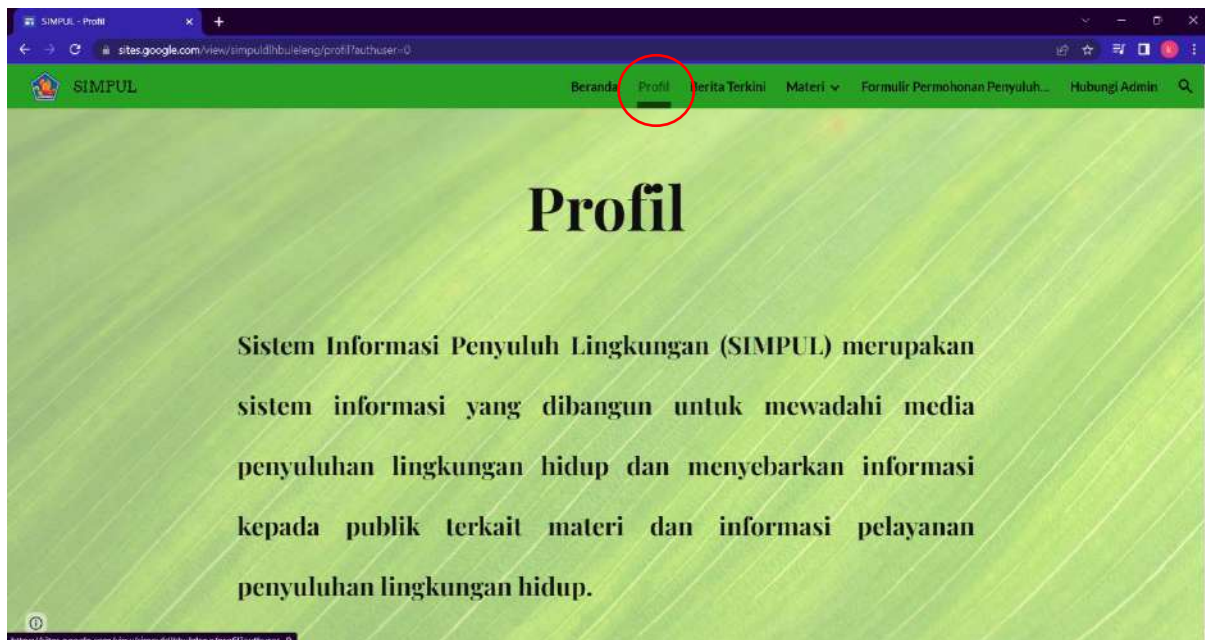 SIMPUL - Profil
sites.google.com/view/simpuldlhbuleleng/profil?authuser=0
SIMPUL
Beranda Profil Berita Terkini Materi Formulir Permohonan Penyuluh... Hubungi Admin
Profil
Sistem Informasi Penyuluh Lingkungan (SIMPUL) merupakan
sistem informasi yang dibangun untuk mewadahi media
penyuluhan lingkungan hidup dan menyebarkan informasi
kepada publik terkait materi dan informasi pelayanan
penyuluhan lingkungan hidup.